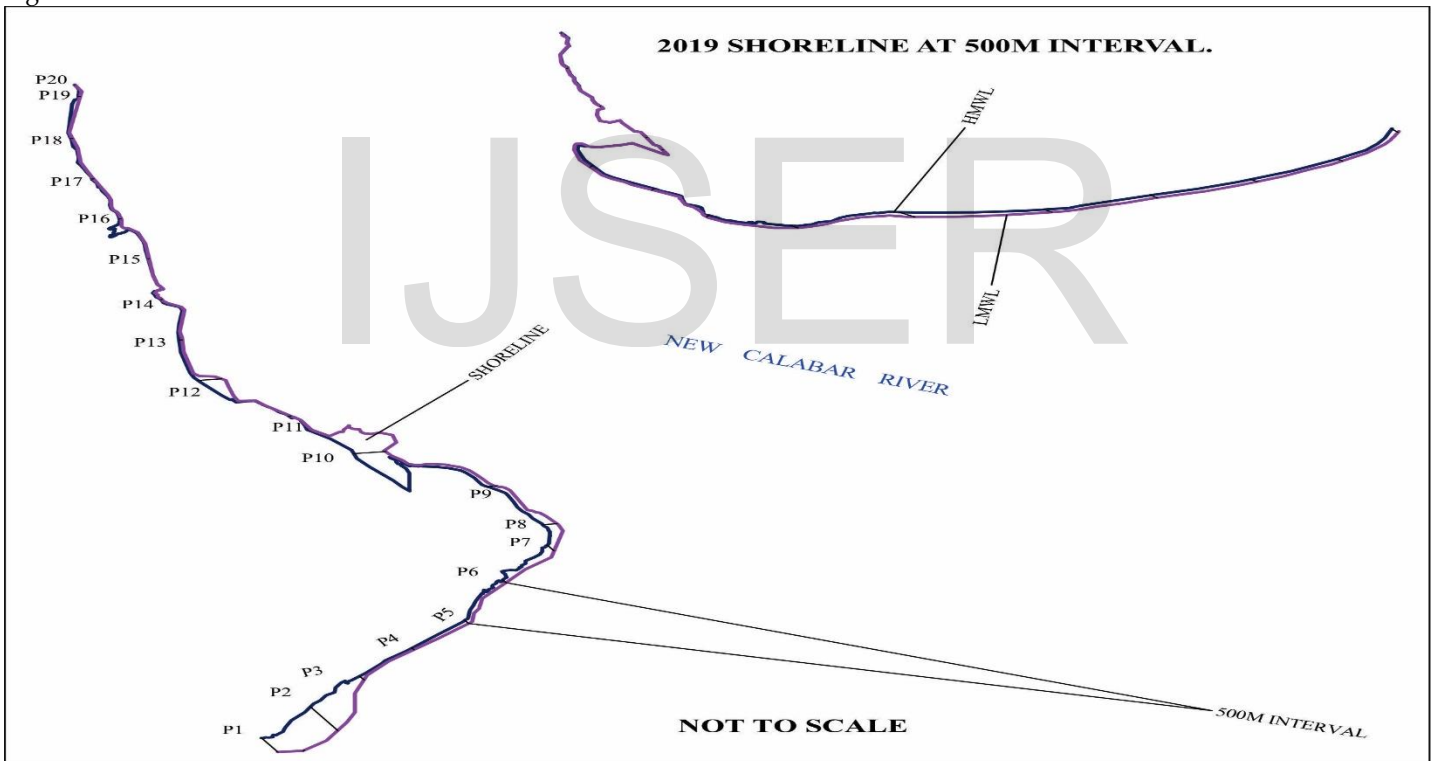 2019 SHORELINE AT 500M INTERVAL.
IJSER
HMWL
LMWL
NEW CALABAR RIVER
SHORELINE
P20
P19
P18
P17
P16
P15
P14
P13
P12
P11
P10
P9
P8
P7
P6
P5
P4
P3
P2
P1
500M INTERVAL
NOT TO SCALE